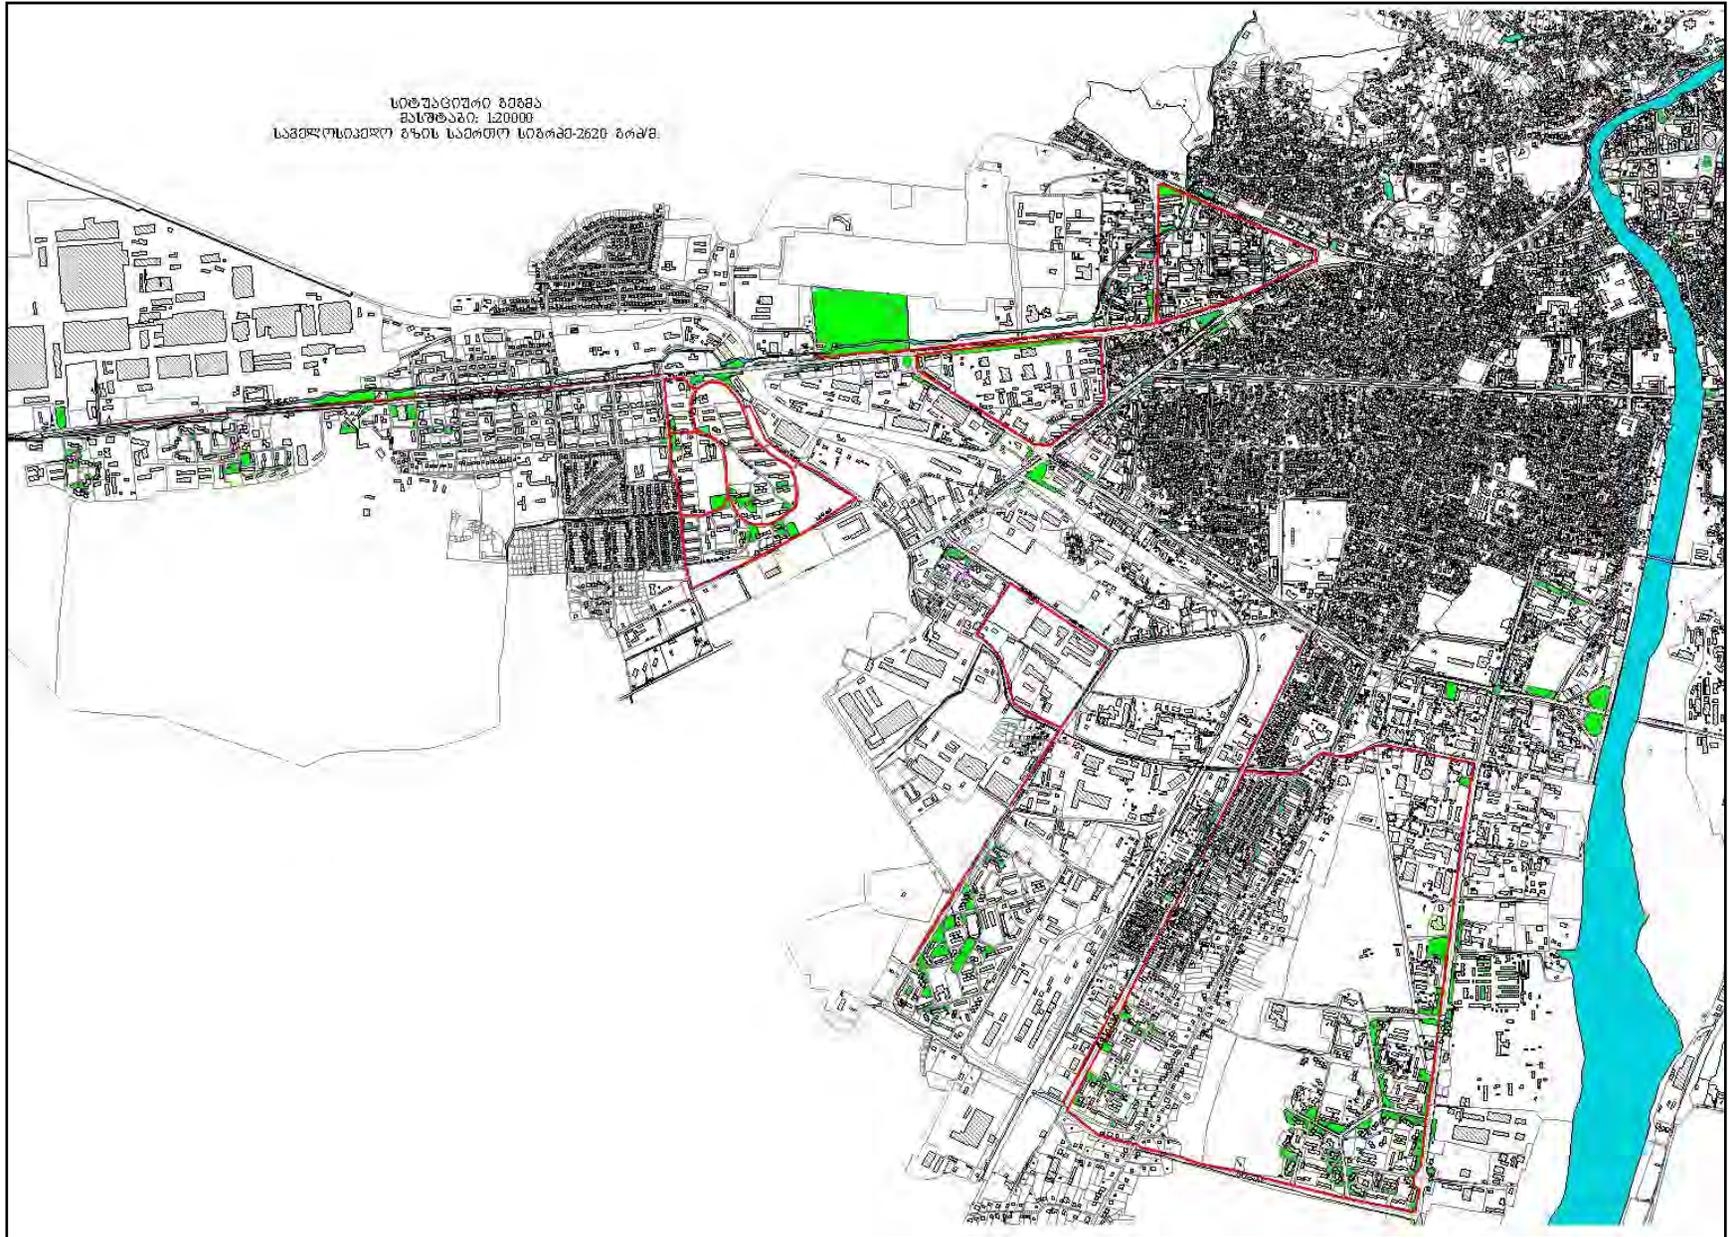 სიტუაციური გეგმა
მასშტაბი: 1:20000
საველოსიპედო გზის საერთო სიგრძე-2620 გრძ/მ.